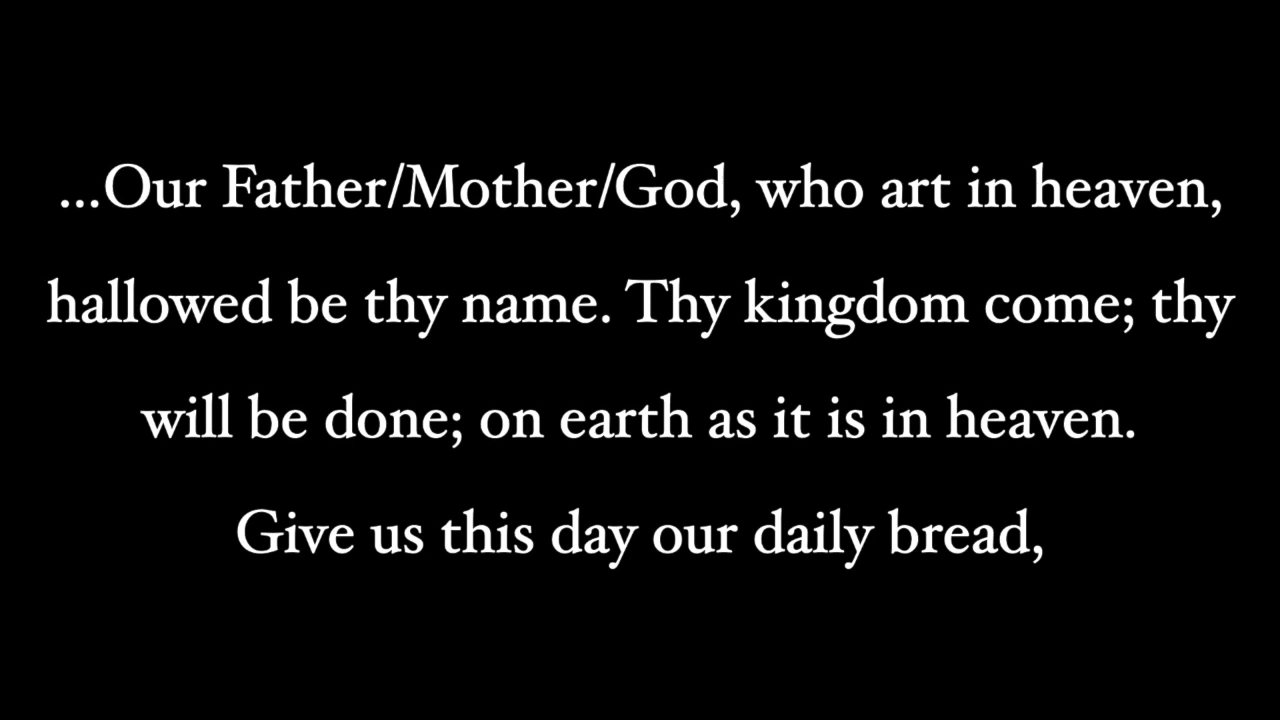 ...Our Father/Mother/God, who art in heaven,
hallowed be thy name. Thy kingdom come; thy
will be done; on earth as it is in heaven.
Give us this day our daily bread,